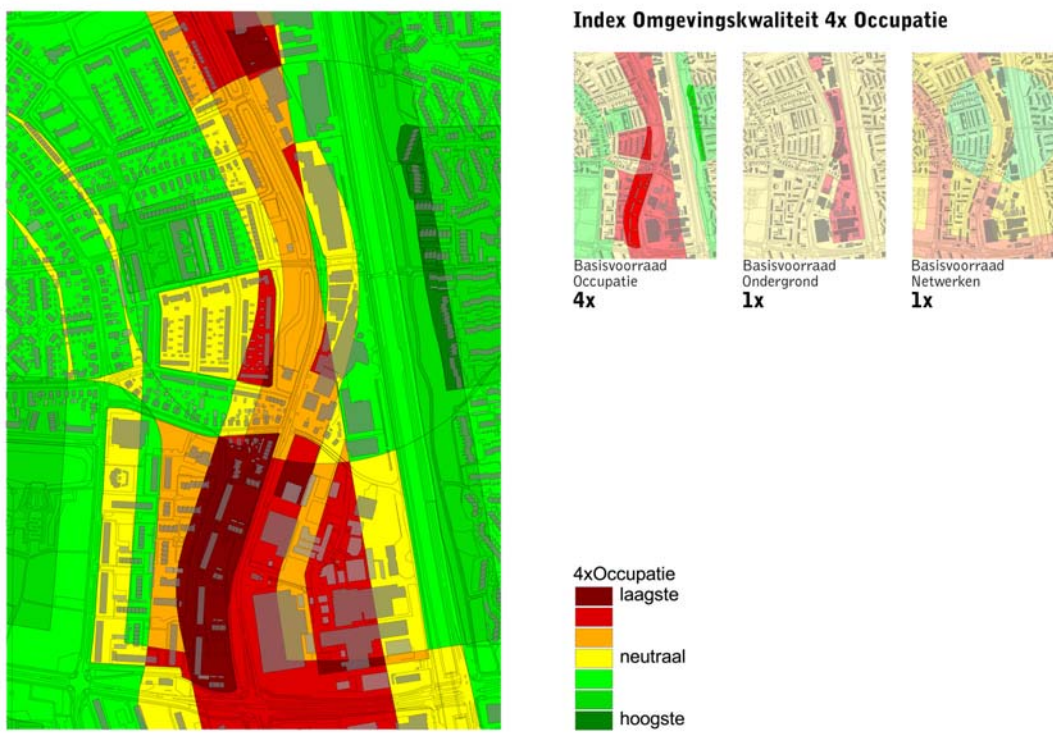 Index Omgevingskwaliteit 4x Occupatie
Basisvoorraad
Occupatie
4x
Basisvoorraad
Ondergrond
1x
Basisvoorraad
Netwerken
1x
4xOccupatie
laagste
neutraal
hoogste